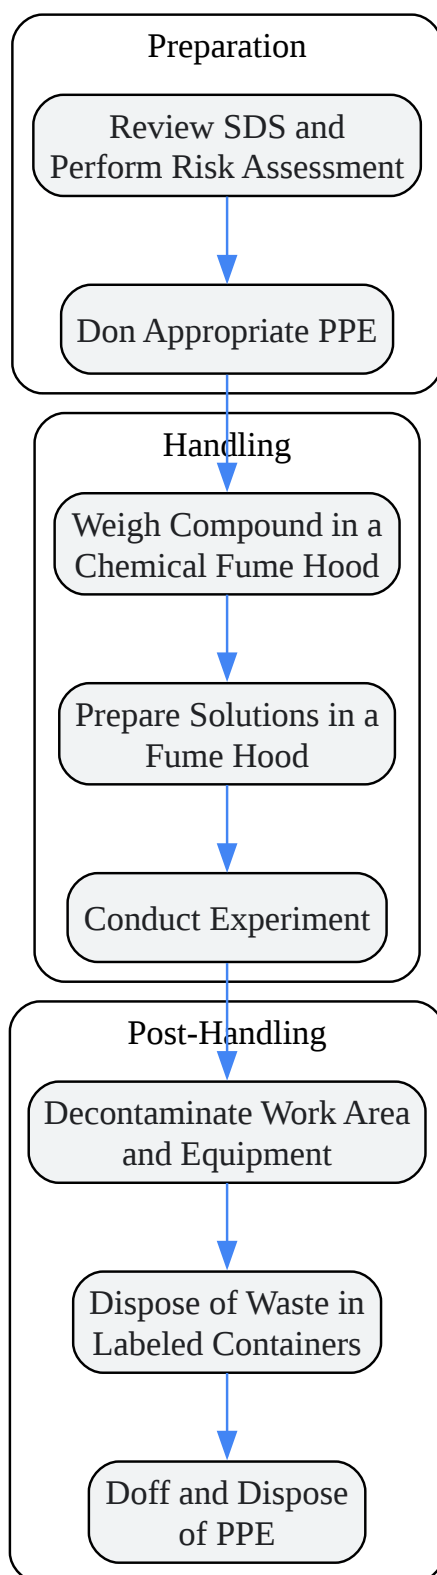 Preparation
Review SDS and
Perform Risk Assessment
Don Appropriate PPE
Handling
Weigh Compound in a
Chemical Fume Hood
Prepare Solutions in a
Fume Hood
Conduct Experiment
Post-Handling
Decontaminate Work Area
and Equipment
Dispose of Waste in
Labeled Containers
Doff and Dispose
of PPE